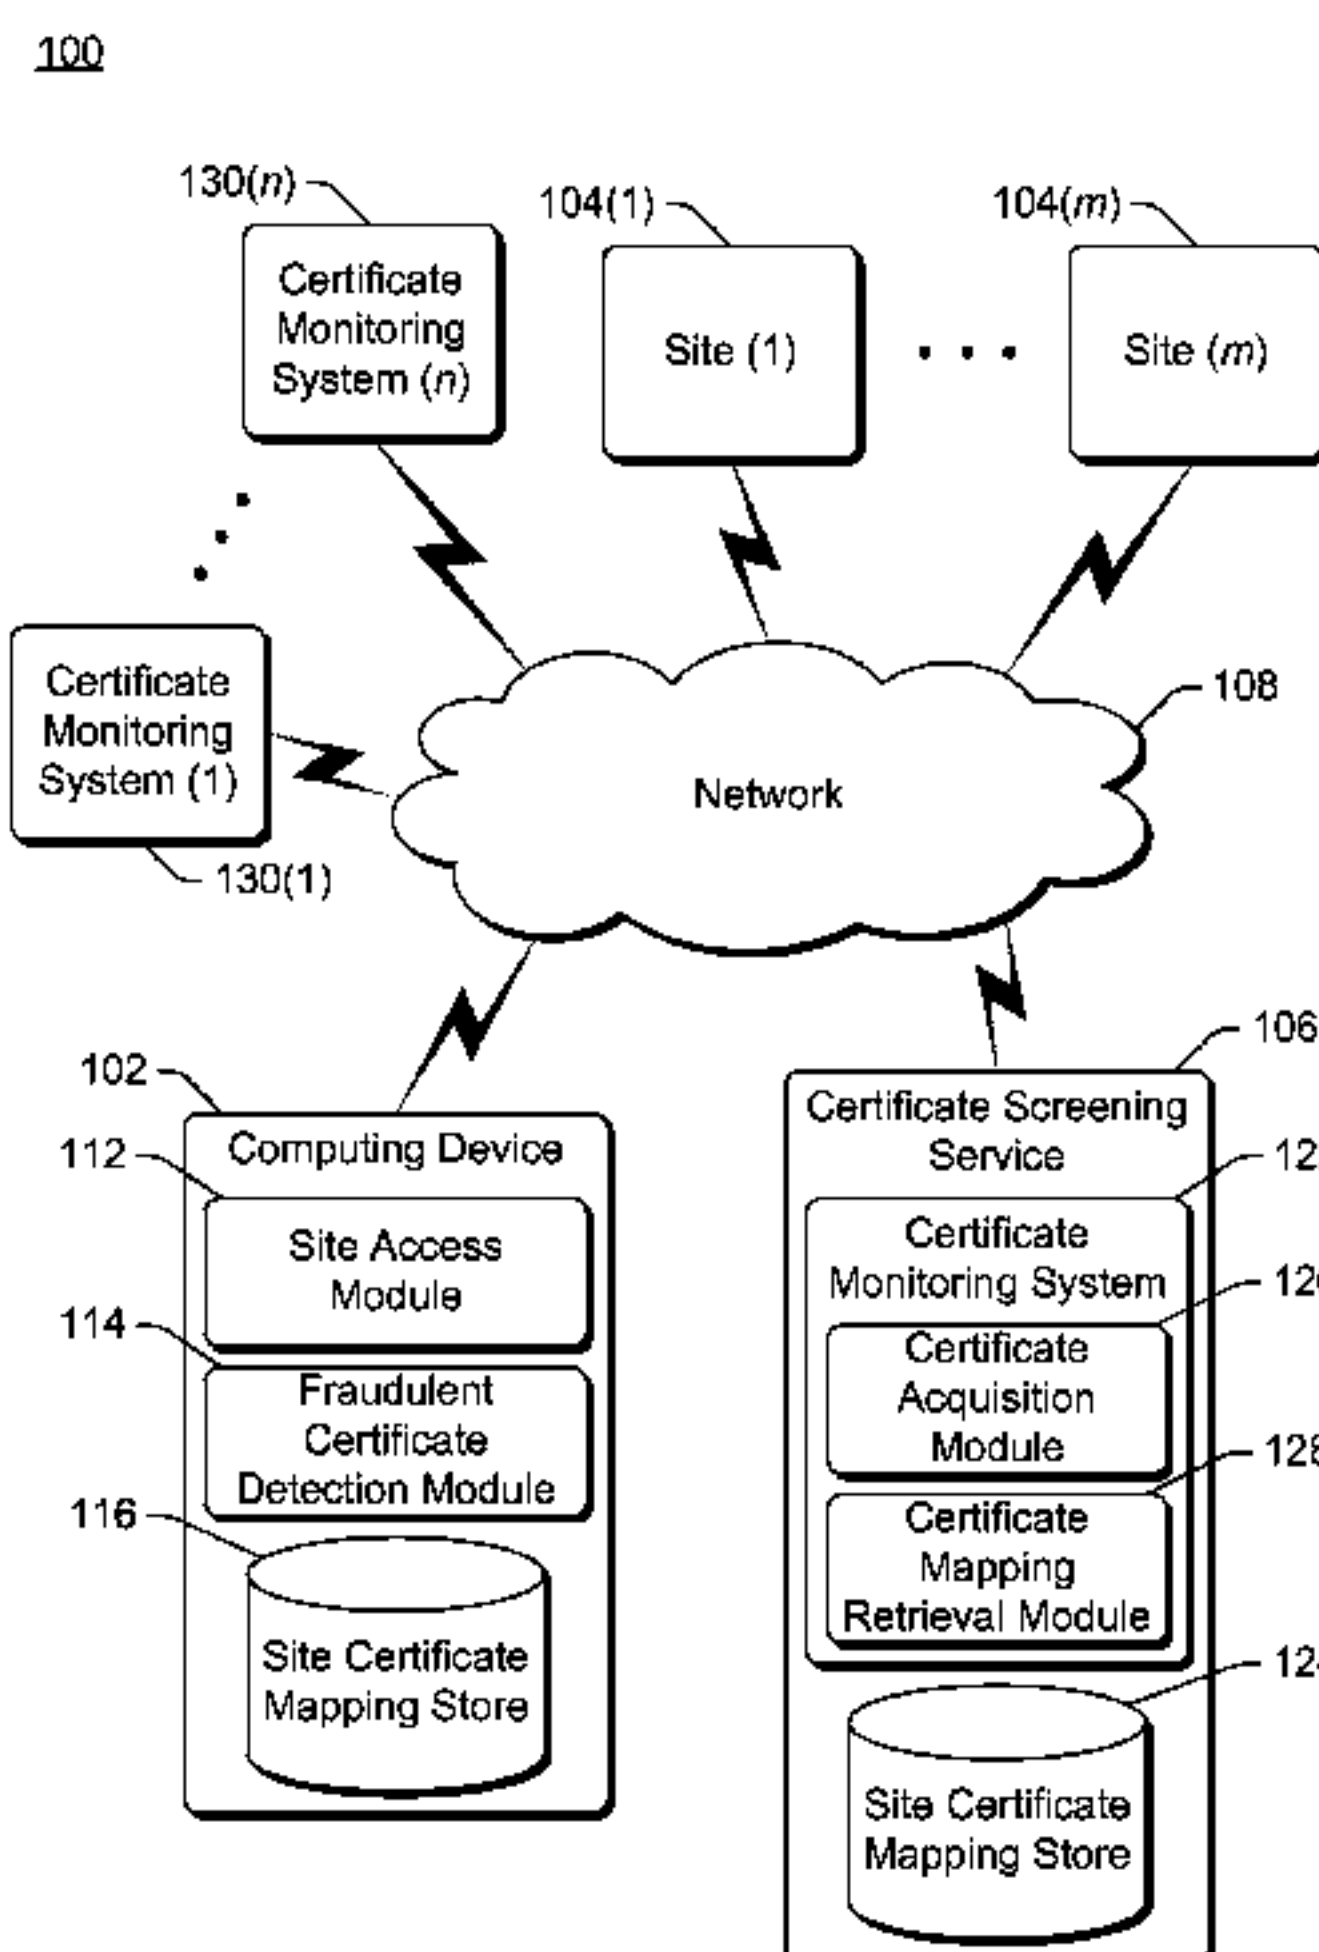 100
130(n)
104(1)
104(m)
Certificate
Monitoring
System (n)
Site (1)
Site (m)
Certificate
Monitoring
System (1)
130(1)
108
Network
102
Computing Device
112
Site Access
Module
114
Fraudulent
Certificate
Detection Module
116
Site Certificate
Mapping Store
106
Certificate Screening
Service
Certificate
Monitoring System
Certificate
Acquisition
Module
128
Certificate
Mapping
Retrieval Module
Site Certificate
Mapping Store